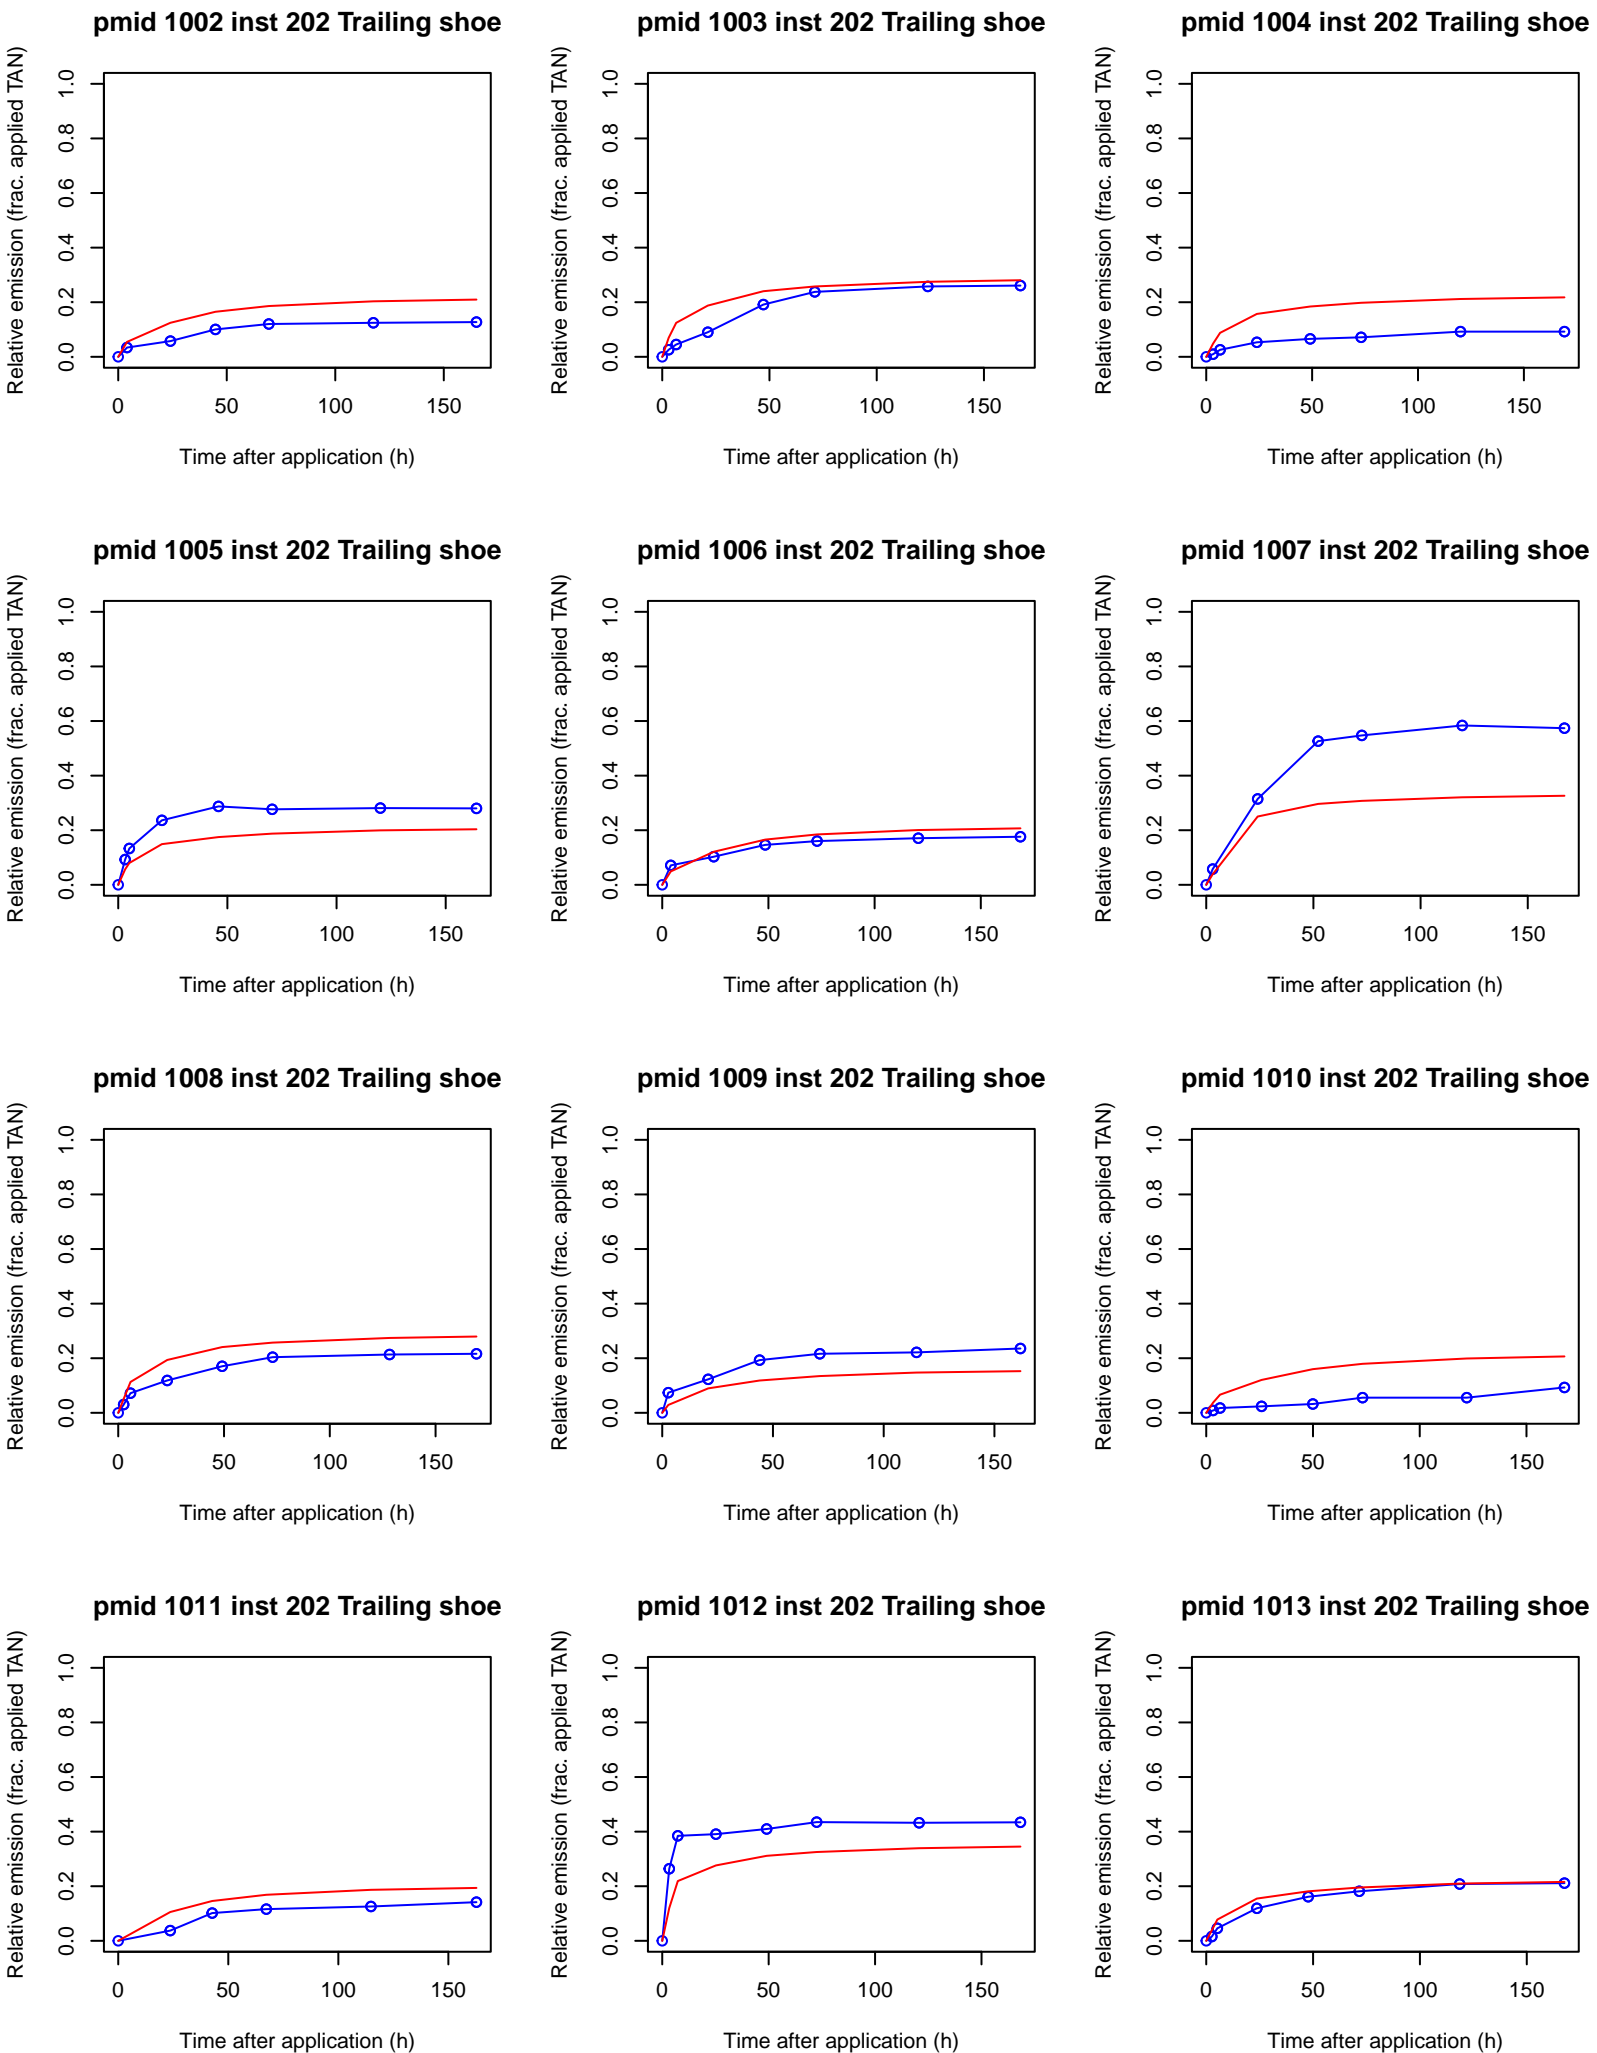 pmid 1002 inst 202 Trailing shoe
Relative emission (frac. applied TAN)
0.0 0.2 0.4 0.6 0.8 1.0
0 50 100 150
Time after application (h)
pmid 1003 inst 202 Trailing shoe
Relative emission (frac. applied TAN)
0.0 0.2 0.4 0.6 0.8 1.0
0 50 100 150
Time after application (h)
pmid 1004 inst 202 Trailing shoe
Relative emission (frac. applied TAN)
0.0 0.2 0.4 0.6 0.8 1.0
0 50 100 150
Time after application (h)
pmid 1005 inst 202 Trailing shoe
Relative emission (frac. applied TAN)
0.0 0.2 0.4 0.6 0.8 1.0
0 50 100 150
Time after application (h)
pmid 1006 inst 202 Trailing shoe
Relative emission (frac. applied TAN)
0.0 0.2 0.4 0.6 0.8 1.0
0 50 100 150
Time after application (h)
pmid 1007 inst 202 Trailing shoe
Relative emission (frac. applied TAN)
0.0 0.2 0.4 0.6 0.8 1.0
0 50 100 150
Time after application (h)
pmid 1008 inst 202 Trailing shoe
Relative emission (frac. applied TAN)
0.0 0.2 0.4 0.6 0.8 1.0
0 50 100 150
Time after application (h)
pmid 1009 inst 202 Trailing shoe
Relative emission (frac. applied TAN)
0.0 0.2 0.4 0.6 0.8 1.0
0 50 100 150
Time after application (h)
pmid 1010 inst 202 Trailing shoe
Relative emission (frac. applied TAN)
0.0 0.2 0.4 0.6 0.8 1.0
0 50 100 150
Time after application (h)
pmid 1011 inst 202 Trailing shoe
Relative emission (frac. applied TAN)
0.0 0.2 0.4 0.6 0.8 1.0
0 50 100 150
Time after application (h)
pmid 1012 inst 202 Trailing shoe
Relative emission (frac. applied TAN)
0.0 0.2 0.4 0.6 0.8 1.0
0 50 100 150
Time after application (h)
pmid 1013 inst 202 Trailing shoe
Relative emission (frac. applied TAN)
0.0 0.2 0.4 0.6 0.8 1.0
0 50 100 150
Time after application (h)